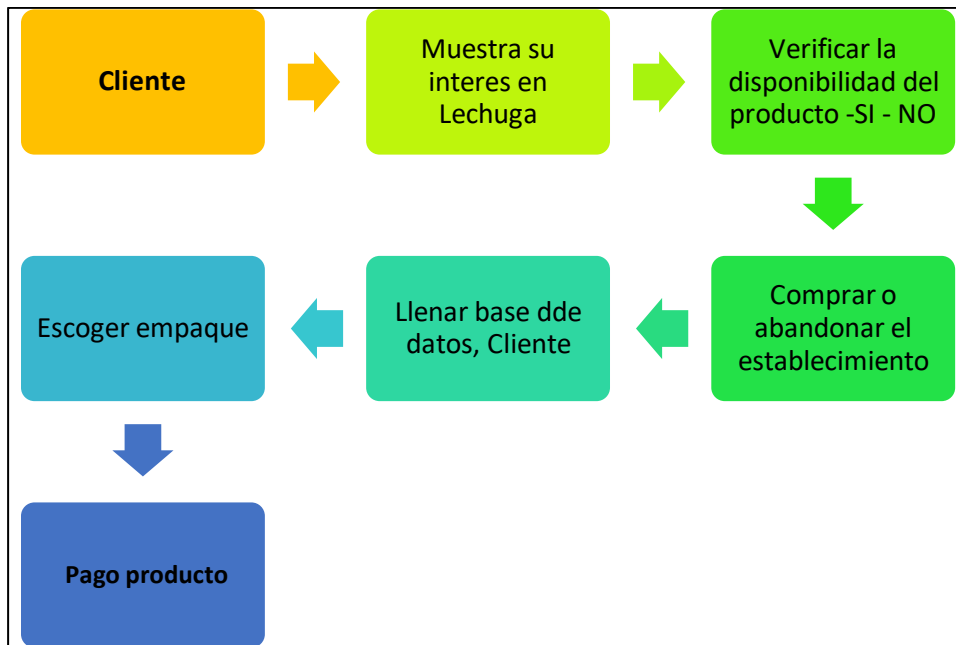 Cliente
Muestra su
interes en
Lechuga
Verificar la
disponibilidad del
producto -SI - NO
Comprar o
abandonar el
establecimiento
Llenar base dde
datos, Cliente
Escoger empaque
Pago producto